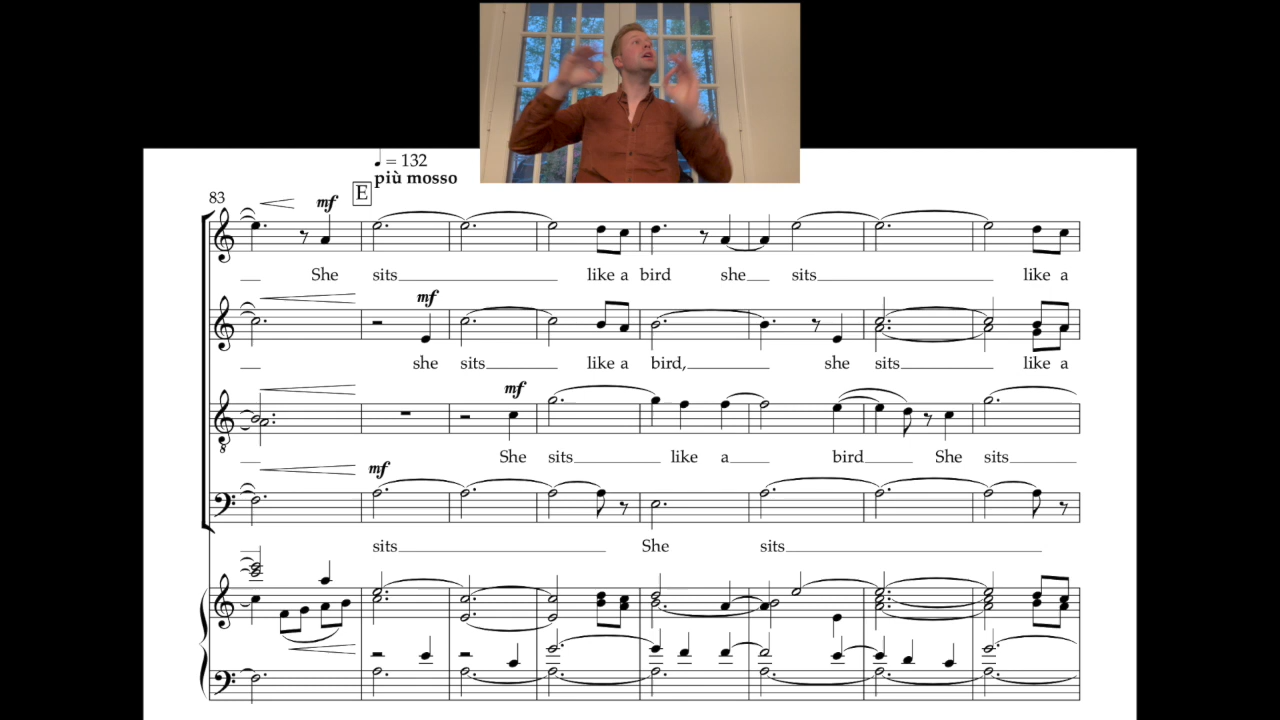 ♩ = 132
più mosso
83 E
mf
She sits like a bird she sits like a
mf
she sits like a bird, she sits like a
mf
She sits like a bird She sits
mf
sits She sits
8